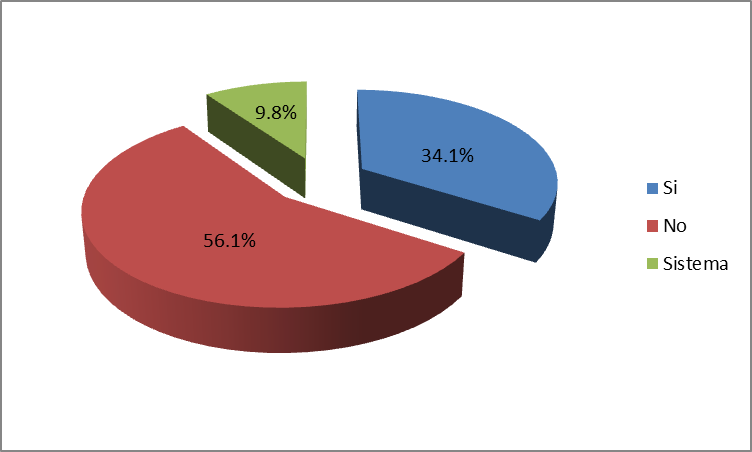 9.8%
34.1%
56.1%
Si
No
Sistema